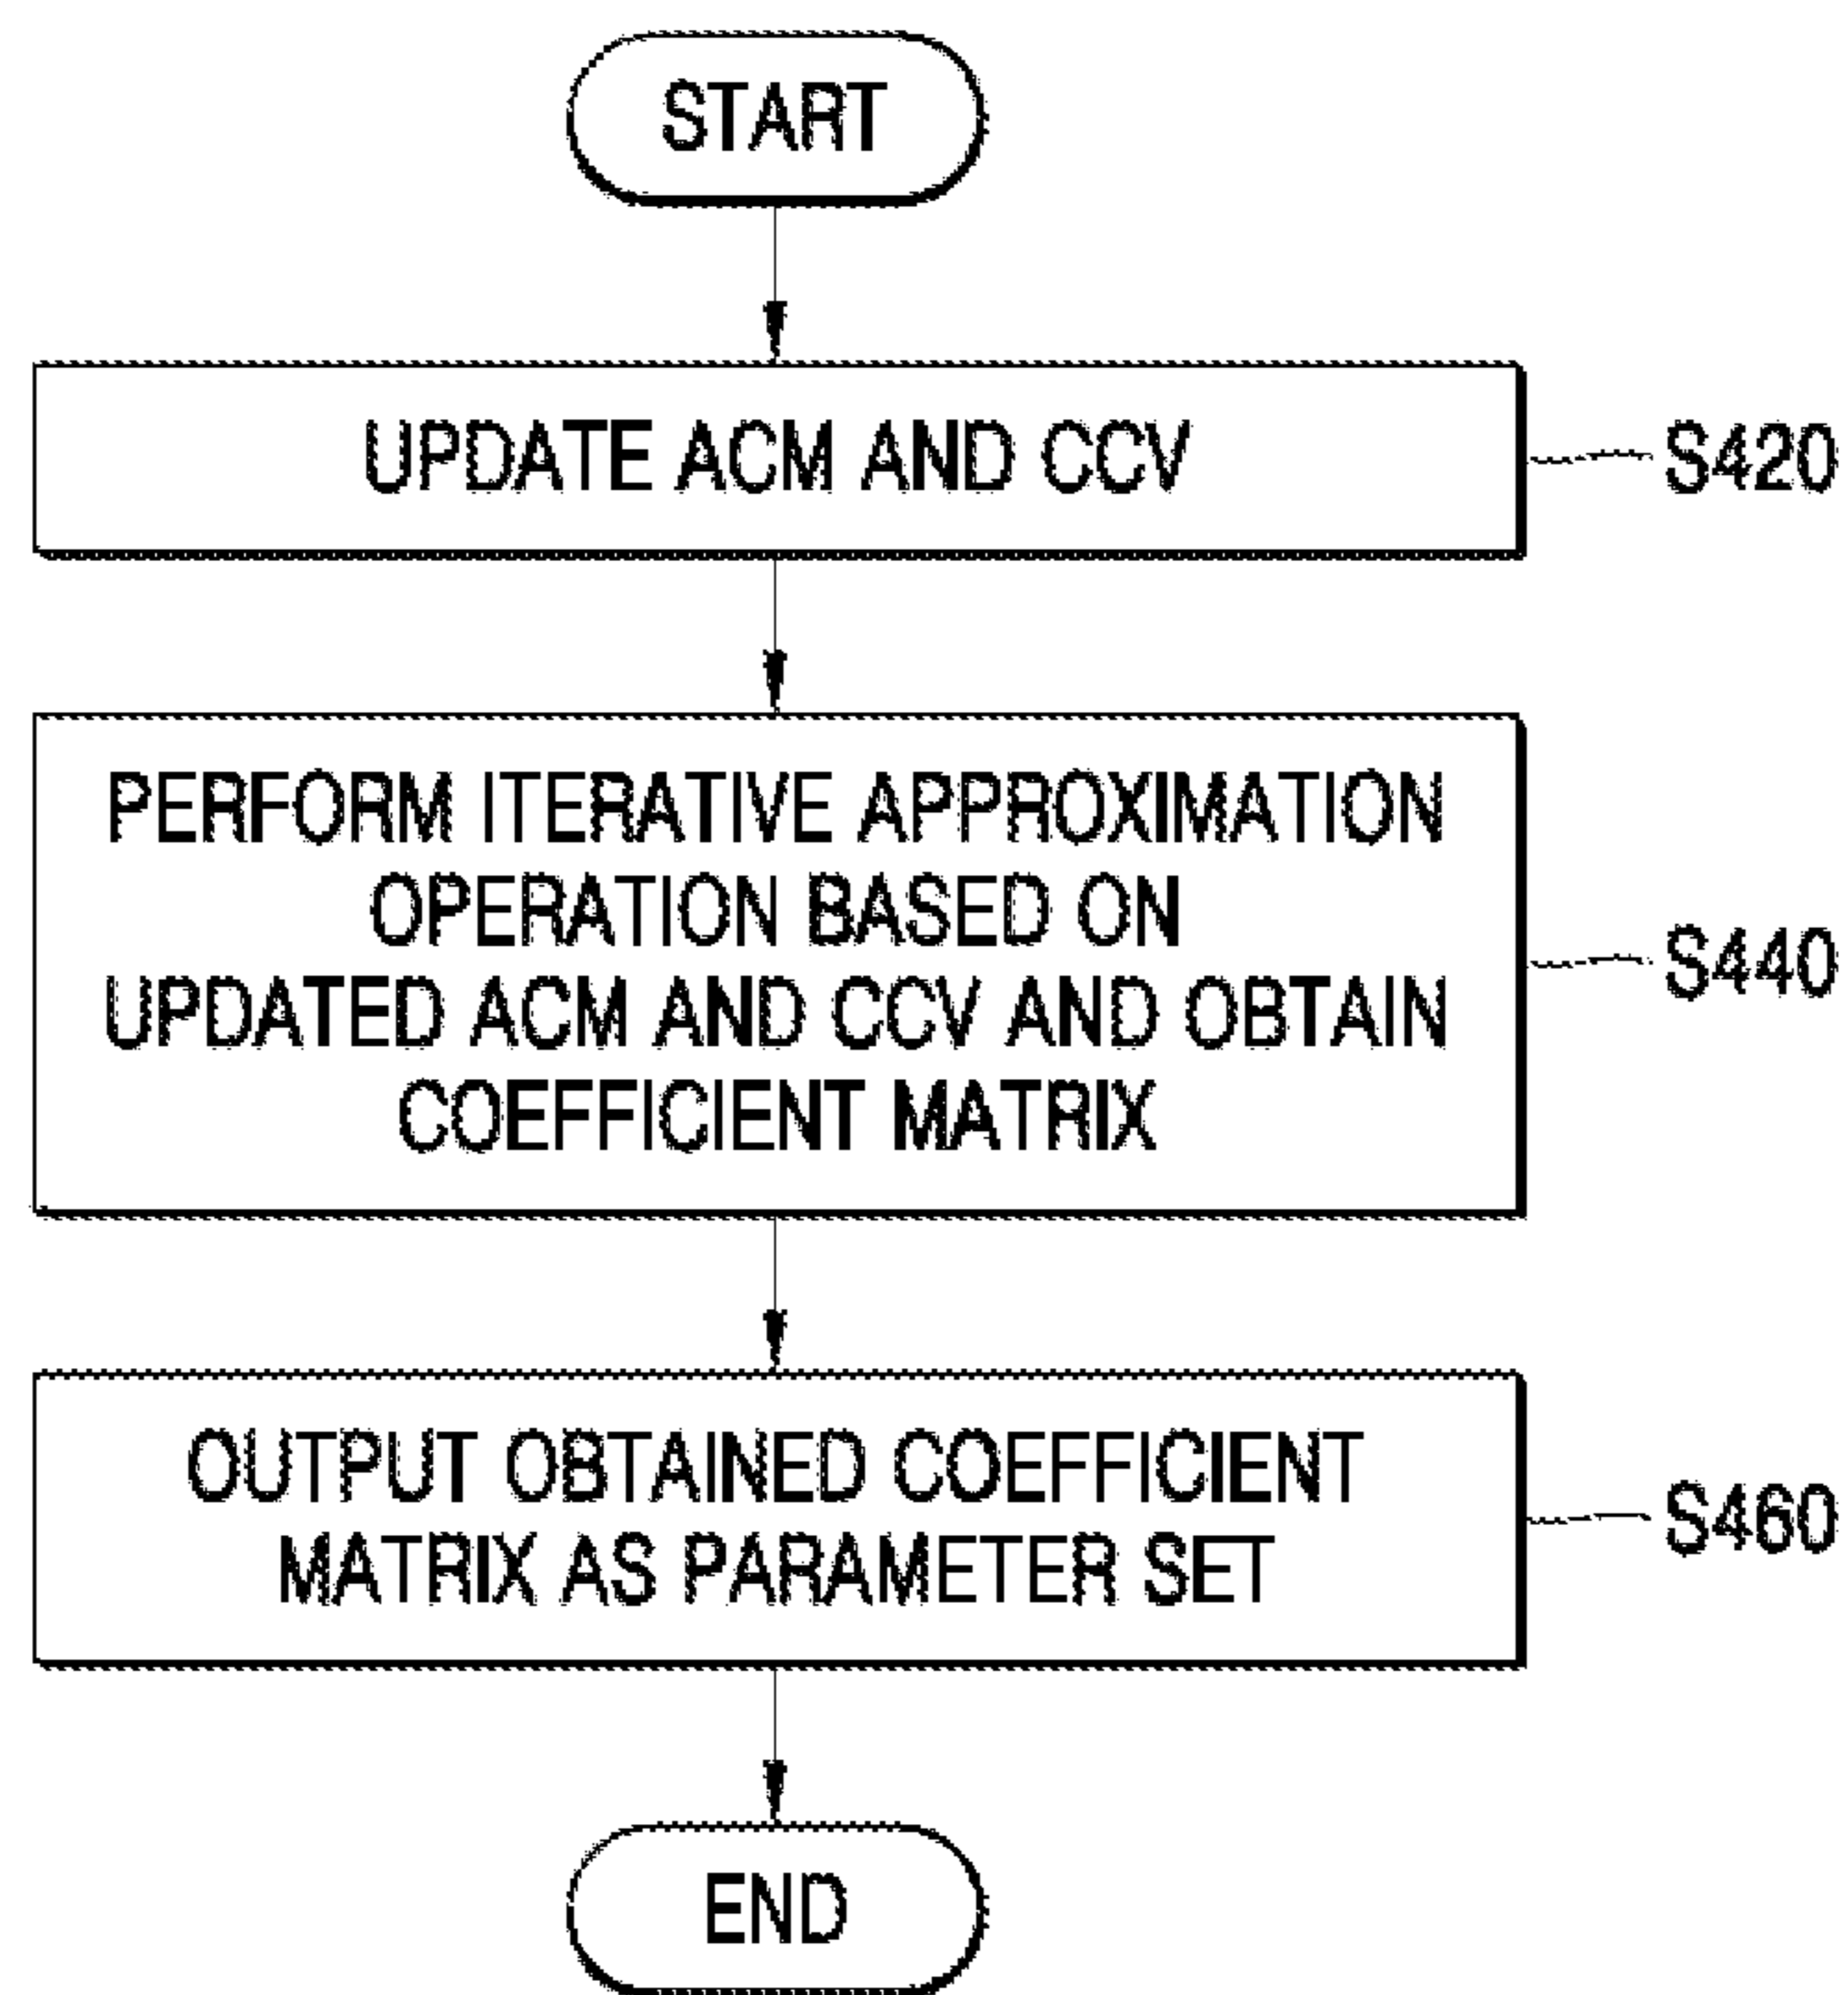 START
UPDATE ACM AND CCV
S420
PERFORM ITERATIVE APPROXIMATION
OPERATION BASED ON
UPDATED ACM AND CCV AND OBTAIN
COEFFICIENT MATRIX
S440
OUTPUT OBTAINED COEFFICIENT
MATRIX AS PARAMETER SET
S460
END